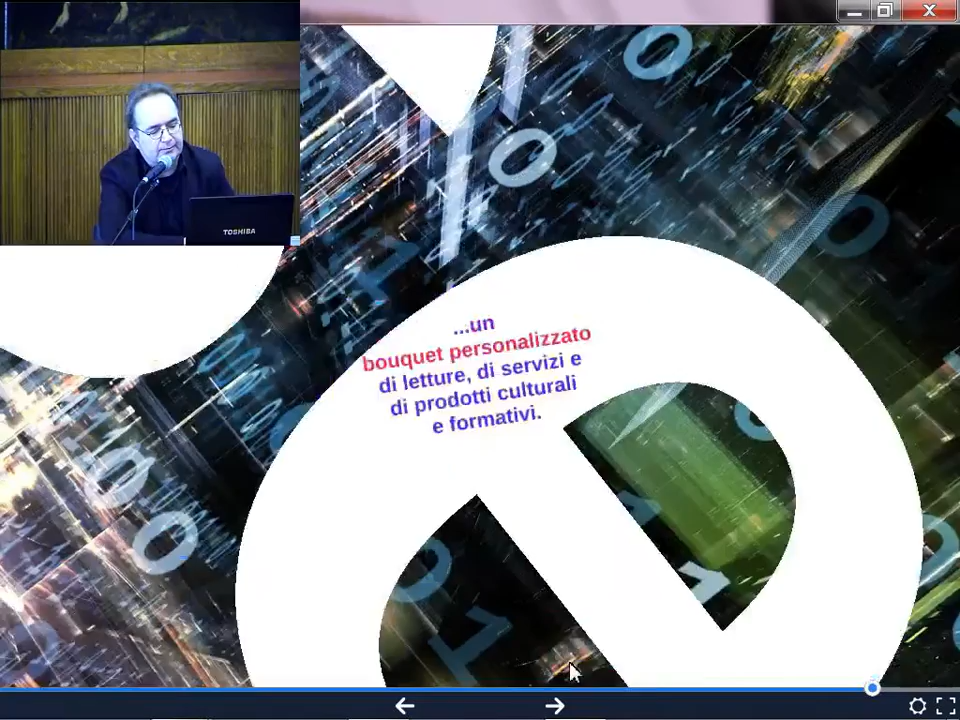 TOSHIBA
...un
bouquet personalizzato
di letture, di servizi e
di prodotti culturali
e formativi.